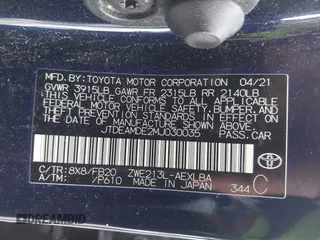 MFD.BY:TOYOTA MOTOR CORPORATION 04/21
GVWR 3915LB GAWR FR 2315LB RR 2140LB
THIS VEHICLE CONFORMS TO ALL APPLICABLE
FEDERAL MOTOR VEHICLE SAFETY, BUMPER, AND
THEFT PREVENTION STANDARDS IN EFFECT ON
THE DATE OF MANUFACTURE SHOWN ABOVE.
JTDEAMDE2MJ030035 PASS.CAR
C/TR: 8X8/FB20 ZWE213L-AEXLBA
A/TM: /P610 MADE IN JAPAN 344 C
DREAMBID